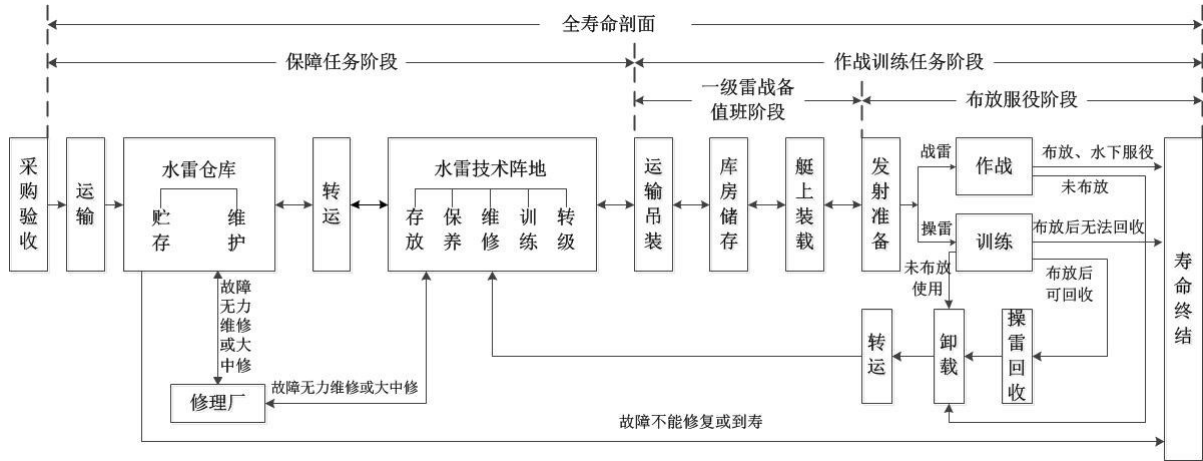 全寿命剖面
保障任务阶段
作战训练任务阶段
一级雷战备
值班阶段
布放服役阶段
采购验收
运输
水雷仓库
贮存
维护
转运
水雷技术阵地
存放
保养
维修
训练
转级
运输吊装
库房储存
艇上装载
发射准备
战雷
作战
布放、水下服役
未布放
操雷
训练
布放后无法回收
未布放
使用
布放后
可回收
寿命终结
故障
无力
维修
或大
中修
修理厂
故障无力维修或大中修
转运
卸载
操雷回收
故障不能修复或到寿